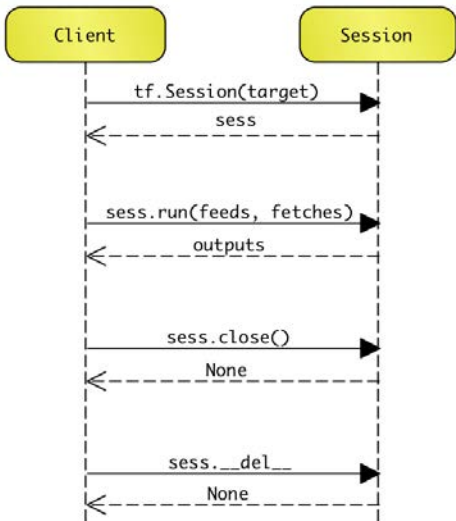 Client
Session
tf.Session(target)
sess
sess.run(feeds, fetches)
outputs
sess.close()
None
sess.__del__
None